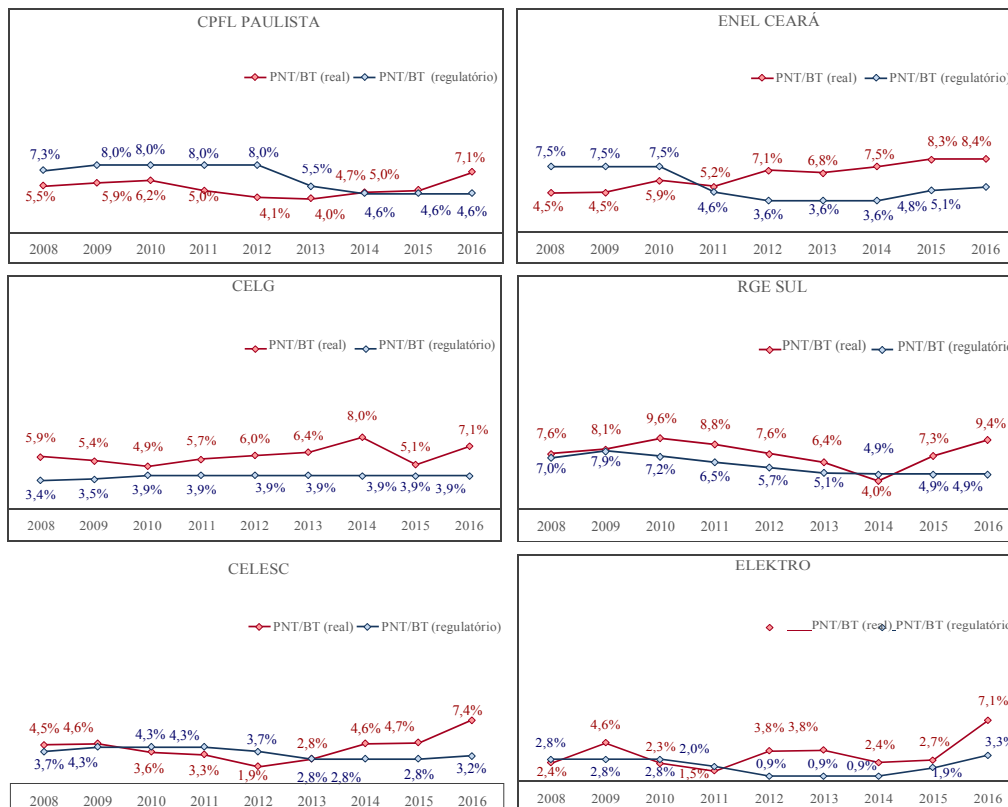 CPFL PAULISTA
PNT/BT (real) PNT/BT (regulatório)
7,3% 8,0% 8,0% 8,0% 8,0% 5,5% 4,7% 5,0% 7,1%
5,5% 5,9% 6,2% 5,0% 4,1% 4,0% 4,6% 4,6% 4,6%
2008 2009 2010 2011 2012 2013 2014 2015 2016
ENEL CEARÁ
PNT/BT (real) PNT/BT (regulatório)
7,5% 7,5% 7,5% 5,2% 7,1% 6,8% 7,5% 8,3% 8,4%
4,5% 4,5% 5,9% 4,6% 3,6% 3,6% 3,6% 4,8% 5,1%
2008 2009 2010 2011 2012 2013 2014 2015 2016
CELG
PNT/BT (real) PNT/BT (regulatório)
5,9% 5,4% 4,9% 5,7% 6,0% 6,4% 8,0% 5,1% 7,1%
3,4% 3,5% 3,9% 3,9% 3,9% 3,9% 3,9% 3,9% 3,9%
2008 2009 2010 2011 2012 2013 2014 2015 2016
RGE SUL
PNT/BT (real) PNT/BT (regulatório
7,6% 8,1% 9,6% 8,8% 7,6% 6,4% 4,9% 7,3% 9,4%
7,0% 7,9% 7,2% 6,5% 5,7% 5,1% 4,0% 4,9% 4,9%
2008 2009 2010 2011 2012 2013 2014 2015 2016
CELESC
PNT/BT (real) PNT/BT (regulatório)
4,5% 4,6% 4,3% 4,3% 3,7% 2,8% 4,6% 4,7% 7,4%
3,7% 4,3% 3,6% 3,3% 1,9% 2,8% 2,8% 2,8% 3,2%
2008 2009 2010 2011 2012 2013 2014 2015 2016
ELEKTRO
PNT/BT (real) PNT/BT (regulatório
2,8% 4,6% 2,3% 2,0% 3,8% 3,8% 2,4% 2,7% 7,1% 3,3%
2,4% 2,8% 2,8% 1,5% 0,9% 0,9% 0,9% 1,9%
2008 2009 2010 2011 2012 2013 2014 2015 2016